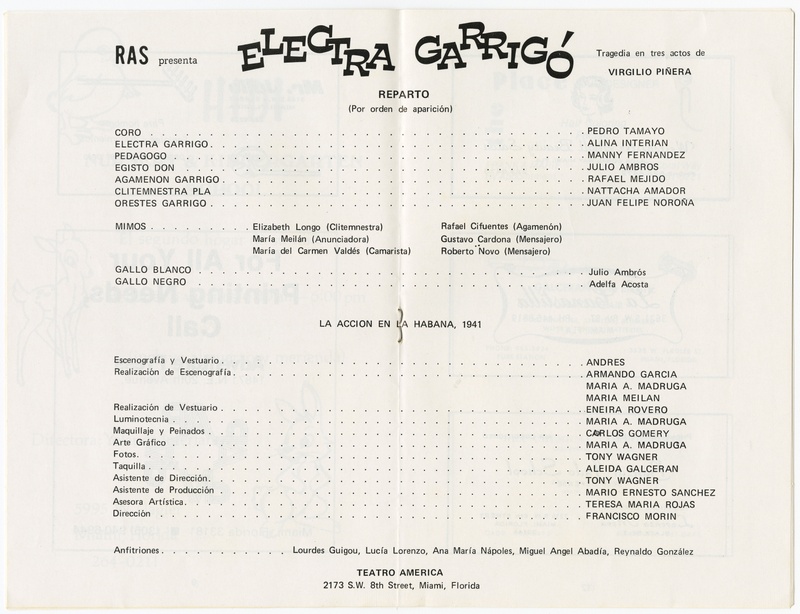 RAS presenta ELECTRA GARRIGÓ Tragedia en tres actos de
VIRGILIO PIÑERA
REPARTO
(Por orden de aparición)
CORO . . . . . . . . . . . . . . . . . . . . PEDRO TAMAYO
ELECTRA GARRIGO . . . . . . . . . . . . . . . . . . . . ALINA INTERIAN
PEDAGOGO . . . . . . . . . . . . . . . . . . . . MANNY FERNANDEZ
EGISTO DON . . . . . . . . . . . . . . . . . . . . JULIO AMBROS
AGAMENON GARRIGO . . . . . . . . . . . . . . . . . . . . RAFAEL MEJIDO
CLITEMNESTRA PLA . . . . . . . . . . . . . . . . . . . . NATTACHA AMADOR
ORESTES GARRIGO . . . . . . . . . . . . . . . . . . . . JUAN FELIPE NOROÑA
MIMOS . . . . . . . . . . Elizabeth Longo (Clitemnestra) Rafael Cifuentes (Agamenón)
María Meilán (Anunciadora) Gustavo Cardona (Mensajero)
María del Carmen Valdés (Camarista) Roberto Novo (Mensajero)
GALLO BLANCO . . . . . . . . . . . . . . . . . . . . Julio Ambrós
GALLO NEGRO . . . . . . . . . . . . . . . . . . . . Adelfa Acosta
LA ACCION EN LA HABANA, 1941
Escenografía y Vestuario . . . . . . . . . . . . . . . . . . . . ANDRES
Realización de Escenografía . . . . . . . . . . . . . . . . . . . . ARMANDO GARCIA
MARIA A. MADRUGA
MARIA MEILAN
Realización de Vestuario . . . . . . . . . . . . . . . . . . . . ENEIRA ROVERO
Luminotecnia . . . . . . . . . . . . . . . . . . . . MARIA A. MADRUGA
Maquillaje y Peinados . . . . . . . . . . . . . . . . . . . . CARLOS GOMERY
Arte Gráfico . . . . . . . . . . . . . . . . . . . . MARIA A. MADRUGA
Fotos . . . . . . . . . . . . . . . . . . . . TONY WAGNER
Taquilla . . . . . . . . . . . . . . . . . . . . ALEIDA GALCERAN
Asistente de Dirección . . . . . . . . . . . . . . . . . . . . TONY WAGNER
Asistente de Producción . . . . . . . . . . . . . . . . . . . . MARIO ERNESTO SANCHEZ
Asesora Artística . . . . . . . . . . . . . . . . . . . . TERESA MARIA ROJAS
Dirección . . . . . . . . . . . . . . . . . . . . FRANCISCO MORIN
Anfitriones . . . . . . . . . . . . Lourdes Guigou, Lucía Lorenzo, Ana María Nápoles, Miguel Angel Abadía, Reynaldo González
TEATRO AMERICA
2173 S.W. 8th Street, Miami, Florida